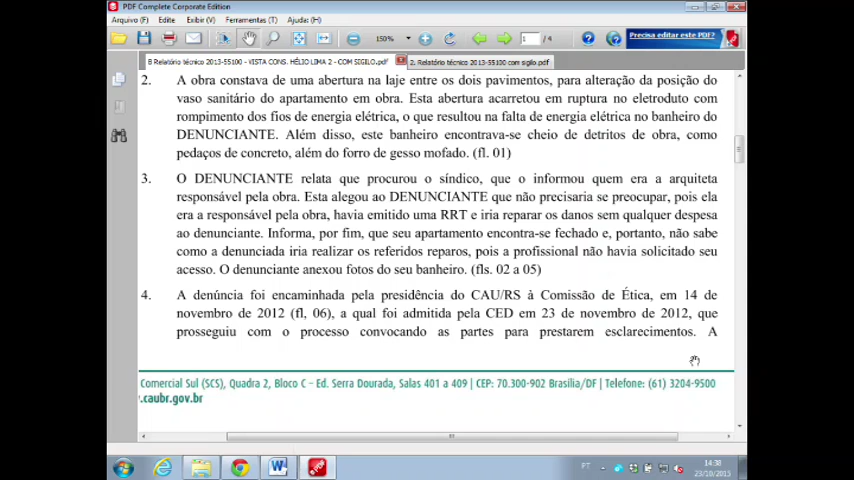 PDF Complete Corporate Edition
Arquivo (F) Edite Exibir (V) Ferramentas (T) Ajuda: (H)
150% 1 / 4 Precisa editar este PDF?
8 Relatório técnico 2013-55100 - VISTA CONS. HÉLIO LIMA 2 - COM SIGILO.pdf 2. Relatório técnico 2013-55100 com sigilo.pdf
2. A obra constava de uma abertura na laje entre os dois pavimentos, para alteração da posição do
vaso sanitário do apartamento em obra. Esta abertura acarretou em ruptura no eletroduto com
rompimento dos fios de energia elétrica, o que resultou na falta de energia elétrica no banheiro do
DENUNCIANTE. Além disso, este banheiro encontrava-se cheio de detritos de obra, como
pedaços de concreto, além do forro de gesso mofado. (fl. 01)
3. O DENUNCIANTE relata que procurou o síndico, que o informou quem era a arquiteta
responsável pela obra. Esta alegou ao DENUNCIANTE que não precisaria se preocupar, pois ela
era a responsável pela obra, havia emitido uma RRT e iria reparar os danos sem qualquer despesa
ao denunciante. Informa, por fim, que seu apartamento encontra-se fechado e, portanto, não sabe
como a denunciada iria realizar os referidos reparos, pois a profissional não havia solicitado seu
acesso. O denunciante anexou fotos do seu banheiro. (fls. 02 a 05)
4. A denúncia foi encaminhada pela presidência do CAU/RS à Comissão de Ética, em 14 de
novembro de 2012 (fl, 06), a qual foi admitida pela CED em 23 de novembro de 2012, que
prosseguiu com o processo convocando as partes para prestarem esclarecimentos. A
Comercial Sul (SCS), Quadra 2, Bloco C – Ed. Serra Dourada, Salas 401 a 409 | CEP: 70.300-902 Brasília/DF | Telefone: (61) 3204-9500
.caubr.gov.br
PT 14:38
23/10/2015